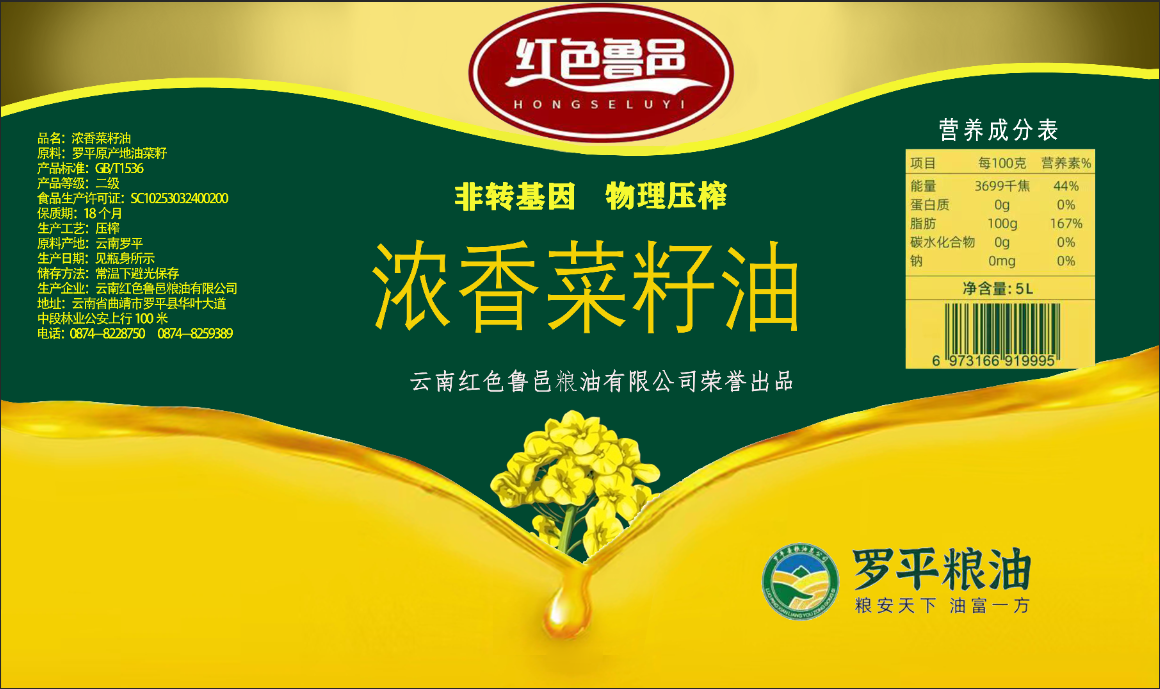 红色鲁邑
HONGSELUYI
品名：浓香菜籽油
原料：罗平原产地油菜籽
产品标准：GB/T1536
产品等级：二级
食品生产许可证：SC10253032400200
保质期：18个月
生产工艺：压榨
原料产地：云南罗平
生产日期：见瓶身所示
储存方法：常温下避光保存
生产企业：云南红色鲁邑粮油有限公司
地址：云南省曲靖市罗平县华叶大道
中段林业公安上行100米
电话：0874—8228750 0874—8259389
非转基因 物理压榨
浓香菜籽油
云南红色鲁邑粮油有限公司荣誉出品
营养成分表
项目 每100克 营养素%
能量 3699千焦 44%
蛋白质 0g 0%
脂肪 100g 167%
碳水化合物 0g 0%
钠 0mg 0%
净含量：5L
6 973166 919995
罗平粮油
粮安天下 油富一方